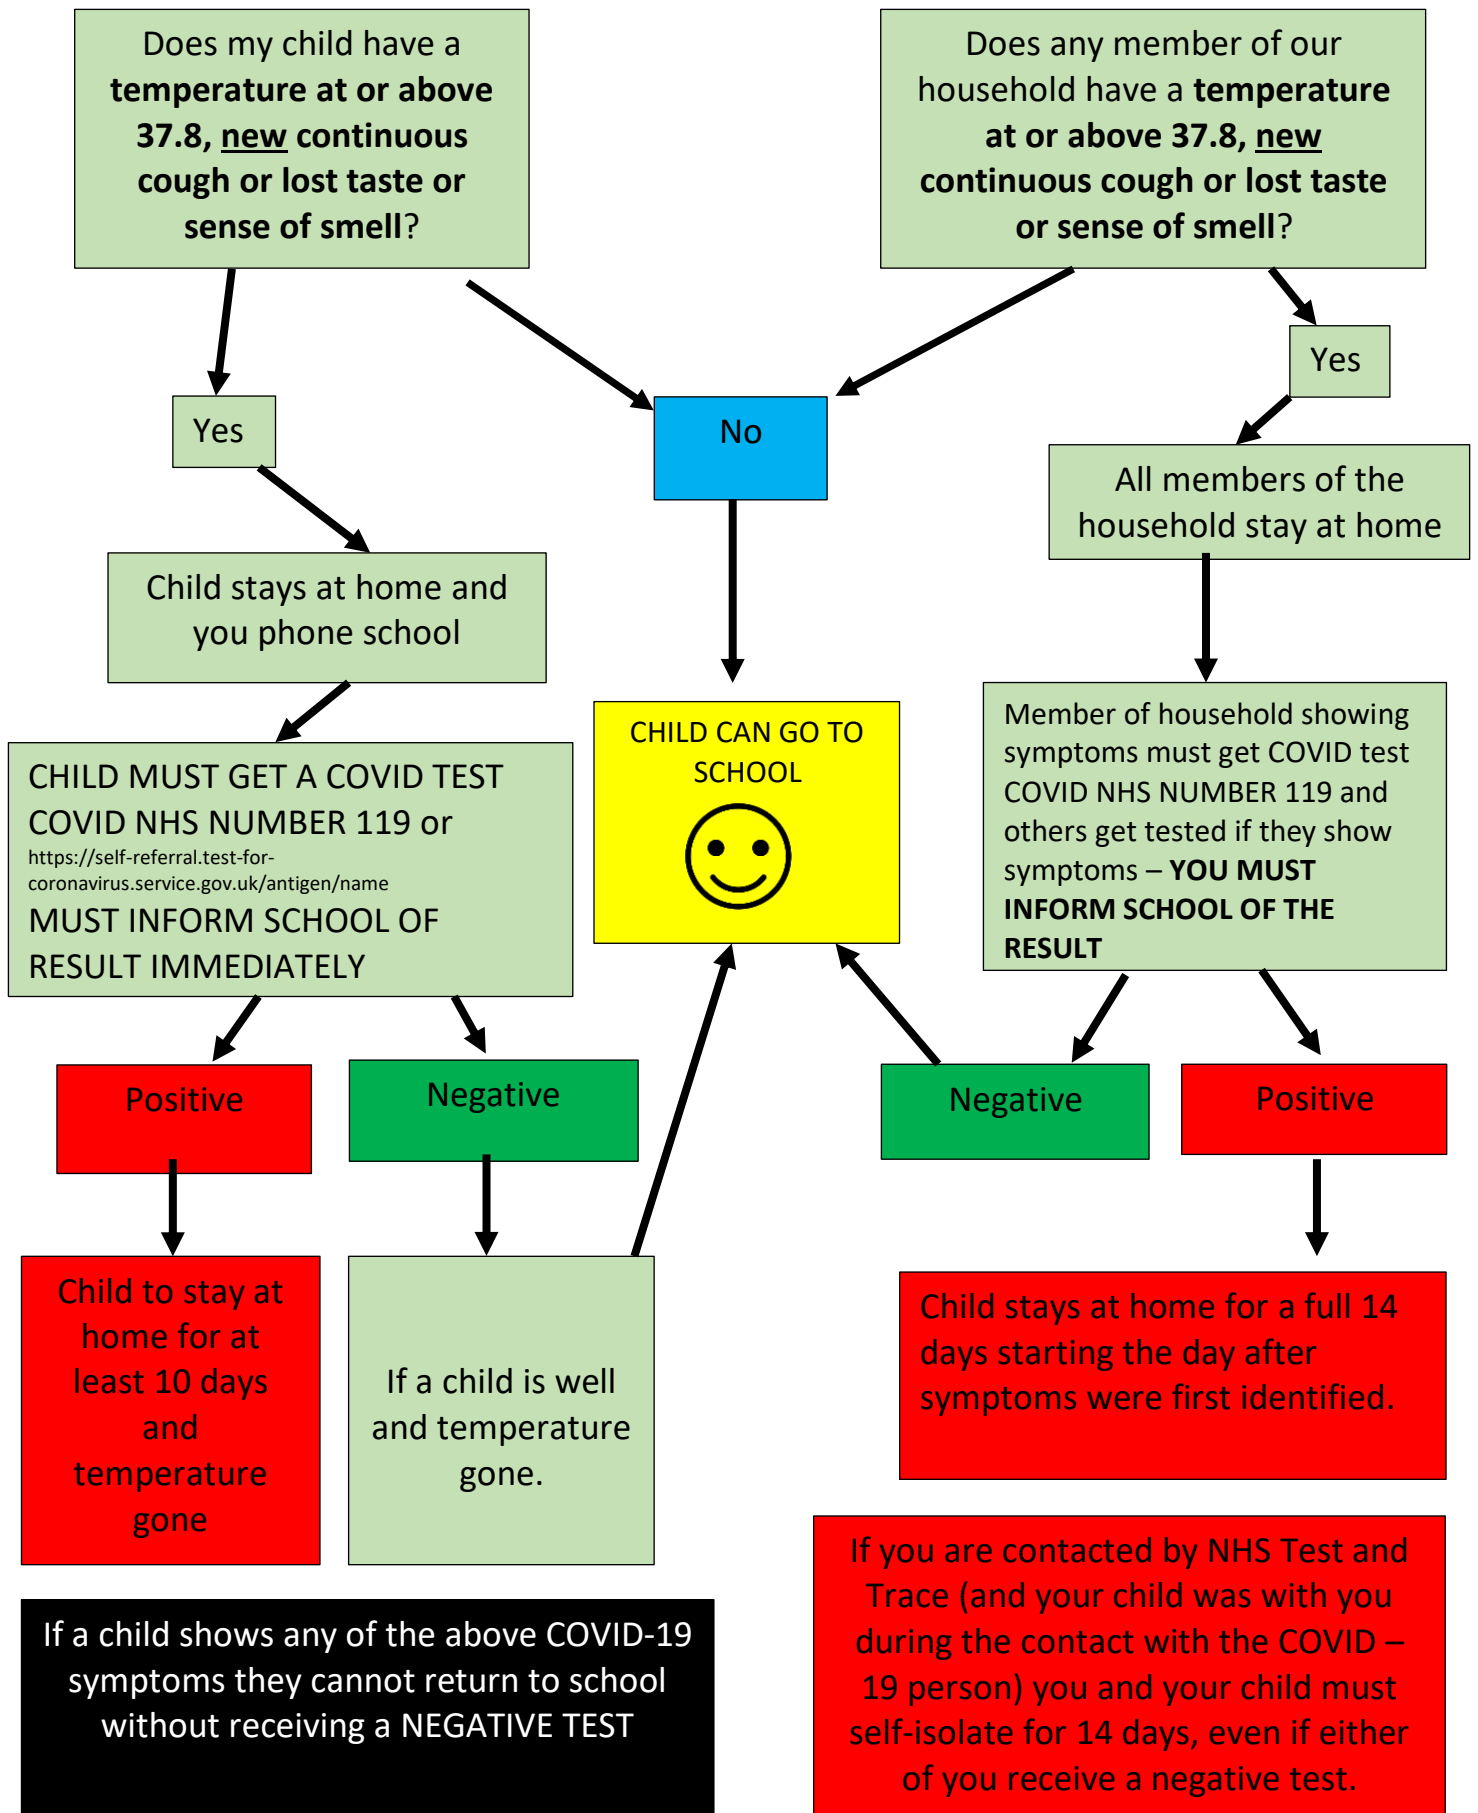 Does my child have a
temperature at or above
37.8, new continuous
cough or lost taste or
sense of smell?
Does any member of our
household have a temperature
at or above 37.8, new
continuous cough or lost taste
or sense of smell?
Yes
No
Yes
Child stays at home and
you phone school
All members of the
household stay at home
CHILD MUST GET A COVID TEST
COVID NHS NUMBER 119 or
https://self-referral.test-for-
coronavirus.service.gov.uk/antigen/name
MUST INFORM SCHOOL OF
RESULT IMMEDIATELY
CHILD CAN GO TO
SCHOOL
Member of household showing
symptoms must get COVID test
COVID NHS NUMBER 119 and
others get tested if they show
symptoms – YOU MUST
INFORM SCHOOL OF THE
RESULT
Positive
Negative
Negative
Positive
Child to stay at
home for at
least 10 days
and
temperature
gone
If a child is well
and temperature
gone.
Child stays at home for a full 14
days starting the day after
symptoms were first identified.
If a child shows any of the above COVID-19
symptoms they cannot return to school
without receiving a NEGATIVE TEST
If you are contacted by NHS Test and
Trace (and your child was with you
during the contact with the COVID –
19 person) you and your child must
self-isolate for 14 days, even if either
of you receive a negative test.